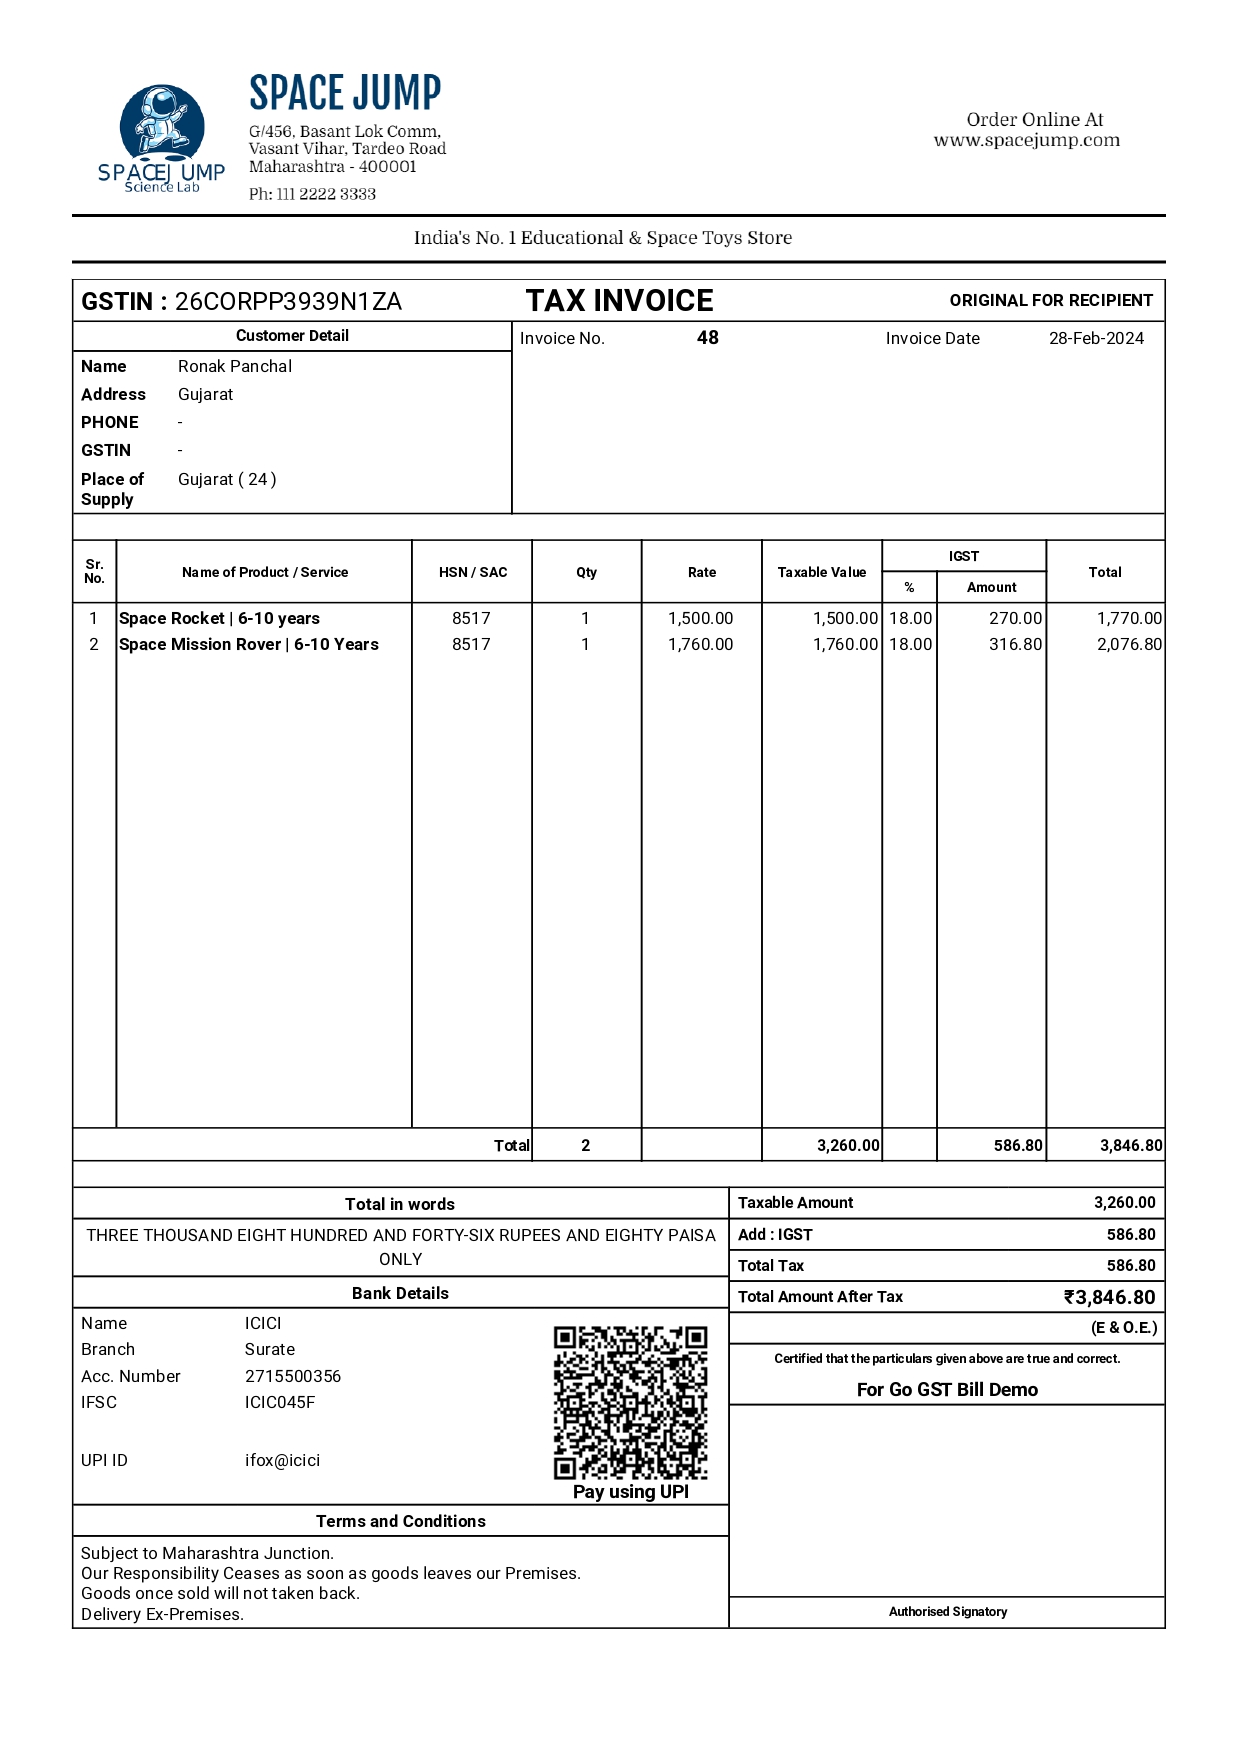 SPACE JUMP
G/456, Basant Lok Comm,
Vasant Vihar, Tardeo Road
Maharashtra - 400001
Ph: 111 2222 3333
SPACEJUMP
Science Lab
Order Online At
www.spacejump.com
India's No. 1 Educational & Space Toys Store
GSTIN : 26CORPP3939N1ZA TAX INVOICE ORIGINAL FOR RECIPIENT
Customer Detail
Invoice No. 48 Invoice Date 28-Feb-2024
Name Ronak Panchal
Address Gujarat
PHONE -
GSTIN -
Place of Supply Gujarat ( 24 )
Sr. No. Name of Product / Service HSN / SAC Qty Rate Taxable Value IGST % Amount Total
1 Space Rocket | 6-10 years 8517 1 1,500.00 1,500.00 18.00 270.00 1,770.00
2 Space Mission Rover | 6-10 Years 8517 1 1,760.00 1,760.00 18.00 316.80 2,076.80
Total 2 3,260.00 586.80 3,846.80
Total in words
THREE THOUSAND EIGHT HUNDRED AND FORTY-SIX RUPEES AND EIGHTY PAISA
ONLY
Taxable Amount 3,260.00
Add : IGST 586.80
Total Tax 586.80
Total Amount After Tax ₹3,846.80
(E & O.E.)
Bank Details
Name ICICI
Branch Surate
Acc. Number 2715500356
IFSC ICIC045F
UPI ID ifox@icici
Pay using UPI
Certified that the particulars given above are true and correct.
For Go GST Bill Demo
Terms and Conditions
Subject to Maharashtra Junction.
Our Responsibility Ceases as soon as goods leaves our Premises.
Goods once sold will not taken back.
Delivery Ex-Premises.
Authorised Signatory